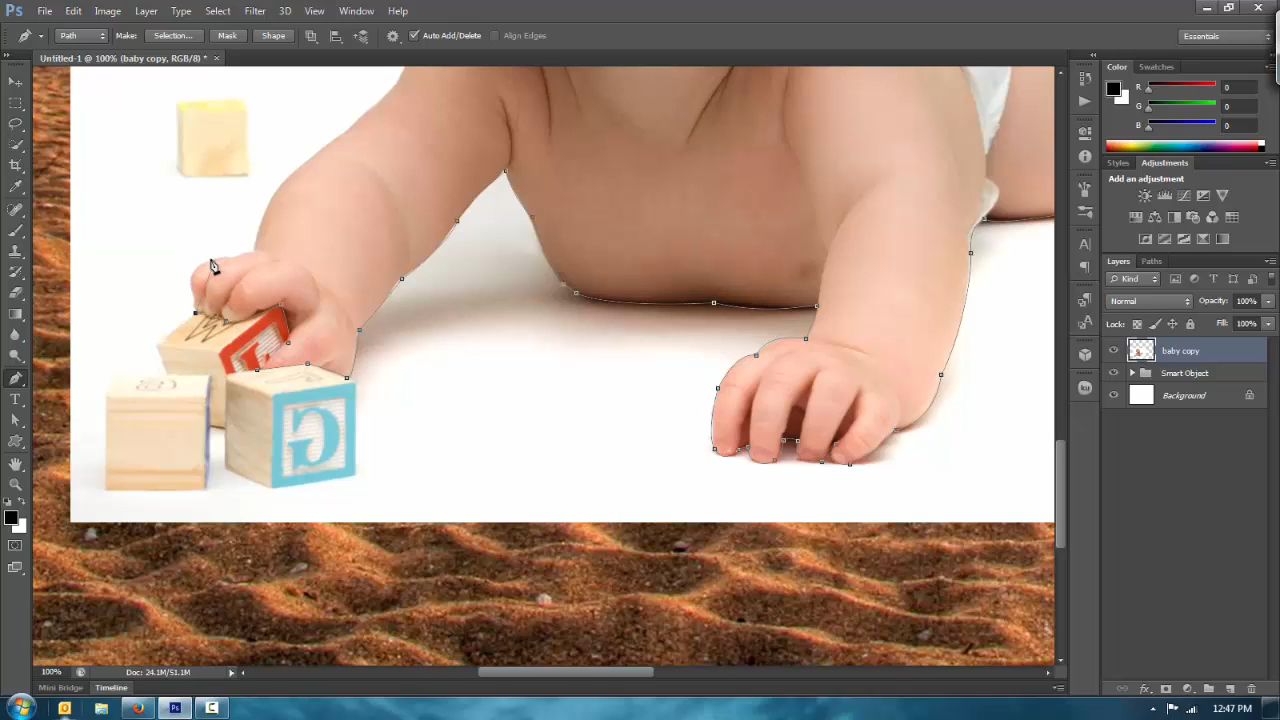 Ps File Edit Image Layer Type Select Filter 3D View Window Help
Path Make: Selection... Mask Shape Auto Add/Delete Align Edges Essentials
Untitled-1 @ 100% (baby copy, RGB/8) *
Color Swatches
R 0
G 0
B 0
Styles Adjustments
Add an adjustment
Layers Paths
Kind
Normal Opacity: 100%
Lock: Fill: 100%
baby copy
Smart Object
Background
ku
W
G
100% Doc: 24.1M/51.1M
Mini Bridge Timeline
Ps 12:47 PM